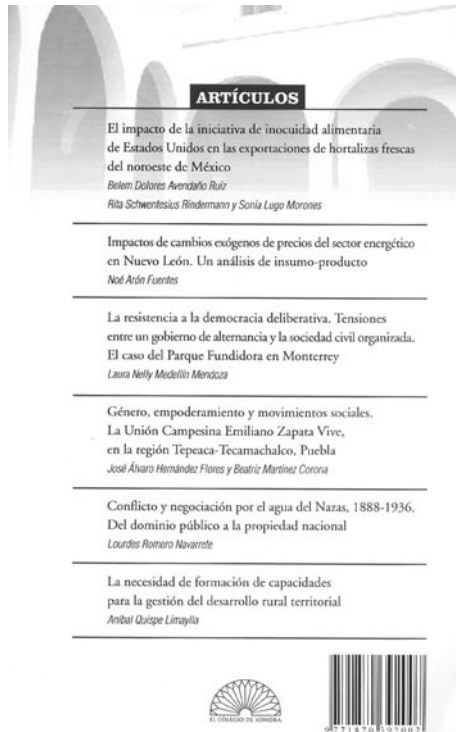 ARTÍCULOS
El impacto de la iniciativa de inocuidad alimentaria
de Estados Unidos en las exportaciones de hortalizas frescas
del noroeste de México
Belem Dolores Avendaño Ruiz
Rita Schwentesius Rindermann y Sonia Lugo Morones
Impactos de cambios exógenos de precios del sector energético
en Nuevo León. Un análisis de insumo-producto
Noé Arón Fuentes
La resistencia a la democracia deliberativa. Tensiones
entre un gobierno de alternancia y la sociedad civil organizada.
El caso del Parque Fundidora en Monterrey
Laura Nelly Medellín Mendoza
Género, empoderamiento y movimientos sociales.
La Unión Campesina Emiliano Zapata Vive,
en la región Tepeaca-Tecamachalco, Puebla
José Álvaro Hernández Flores y Beatriz Martínez Corona
Conflicto y negociación por el agua del Nazas, 1888-1936.
Del dominio público a la propiedad nacional
Lourdes Romero Navarrete
La necesidad de formación de capacidades
para la gestión del desarrollo rural territorial
Aníbal Quispe Limaylla
EL COLEGIO DE SONORA
9 771870 392007